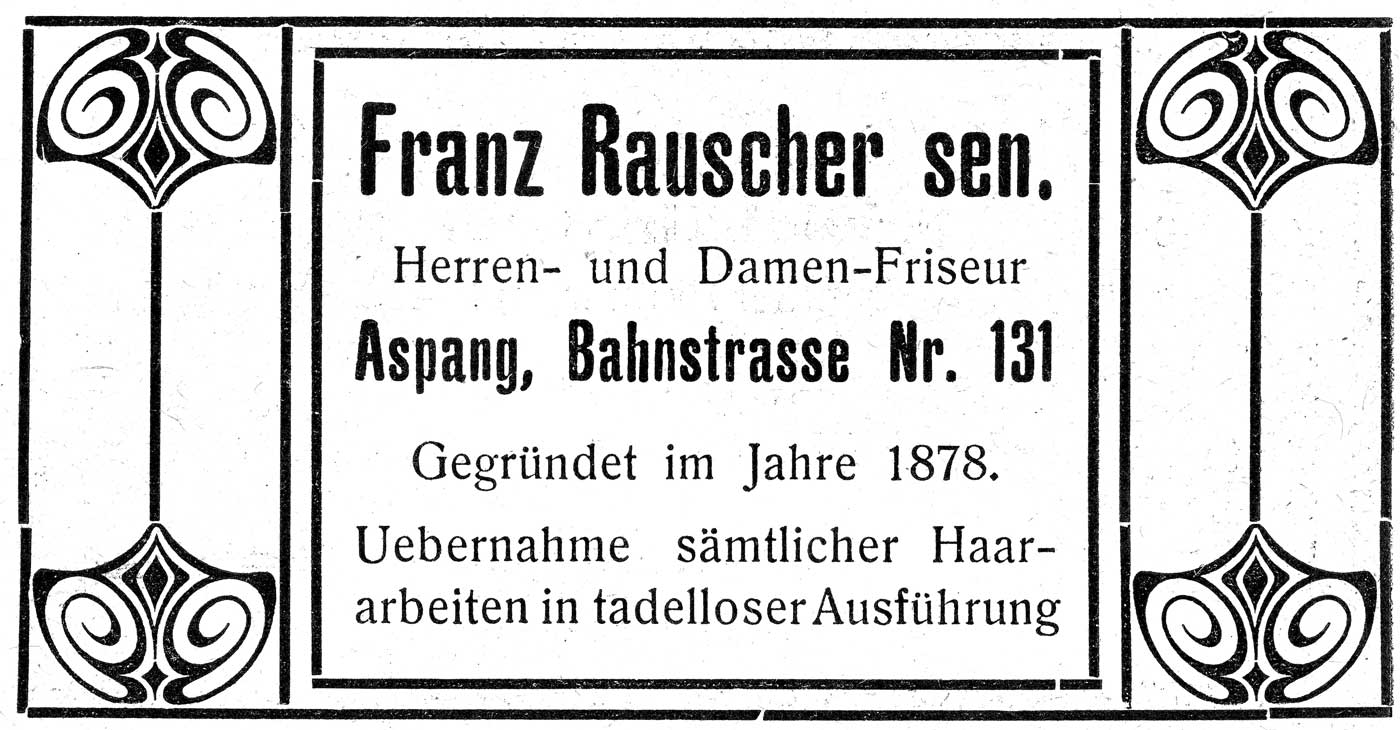 Franz Rauscher sen.
Herren- und Damen-Friseur
Aspang, Bahnstrasse Nr. 131
Gegründet im Jahre 1878.
Uebernahme sämtlicher Haar-
arbeiten in tadelloser Ausführung